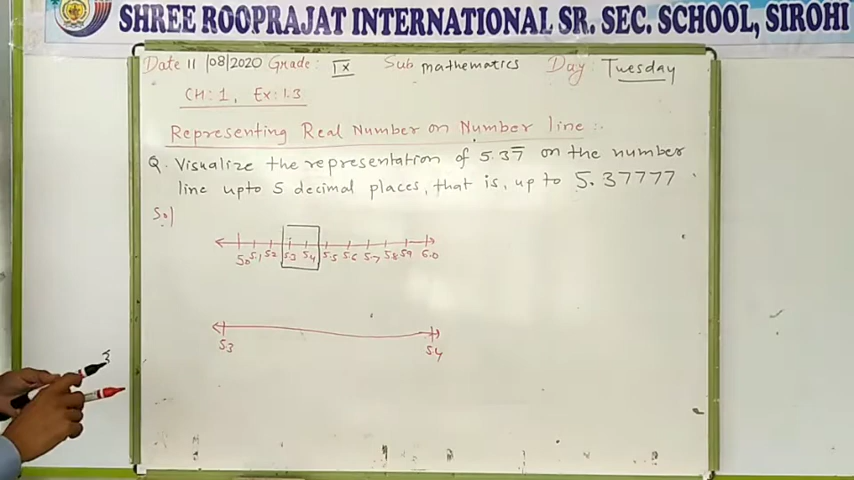 SHREE ROOPRAJAT INTERNATIONAL SR. SEC. SCHOOL, SIROHI
Date 11/08/2020 Grade: IX Sub mathematics Day: Tuesday
CH: 1, Ex: 1.3
Representing Real Number on Number line :-
Q. Visualize the representation of 5.37̅ on the number
line upto 5 decimal places, that is, up to 5.37777
Sol
5.0 5.1 5.2 5.3 5.4 5.5 5.6 5.7 5.8 5.9 6.0
5.3 5.4